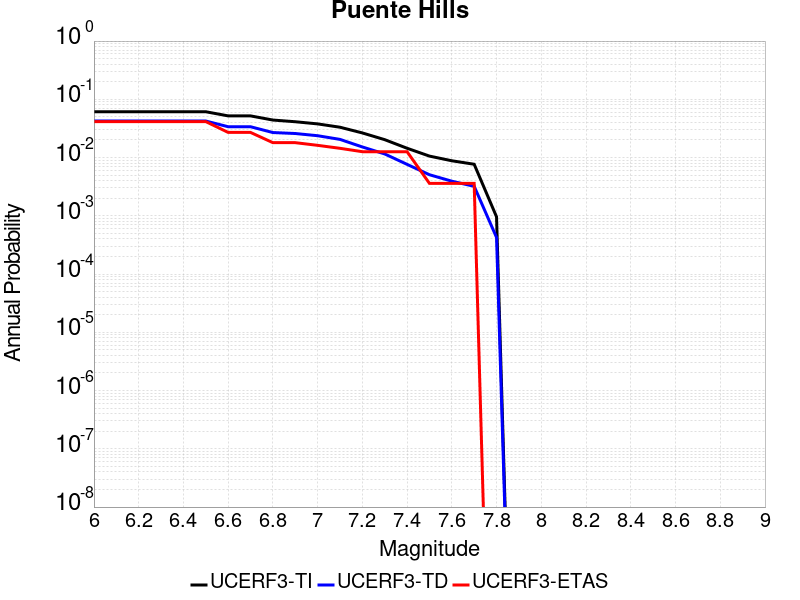 Puente Hills
Annual Probability
10^0
10^-1
10^-2
10^-3
10^-4
10^-5
10^-6
10^-7
10^-8
6 6.2 6.4 6.6 6.8 7 7.2 7.4 7.6 7.8 8 8.2 8.4 8.6 8.8 9
Magnitude
UCERF3-TI UCERF3-TD UCERF3-ETAS